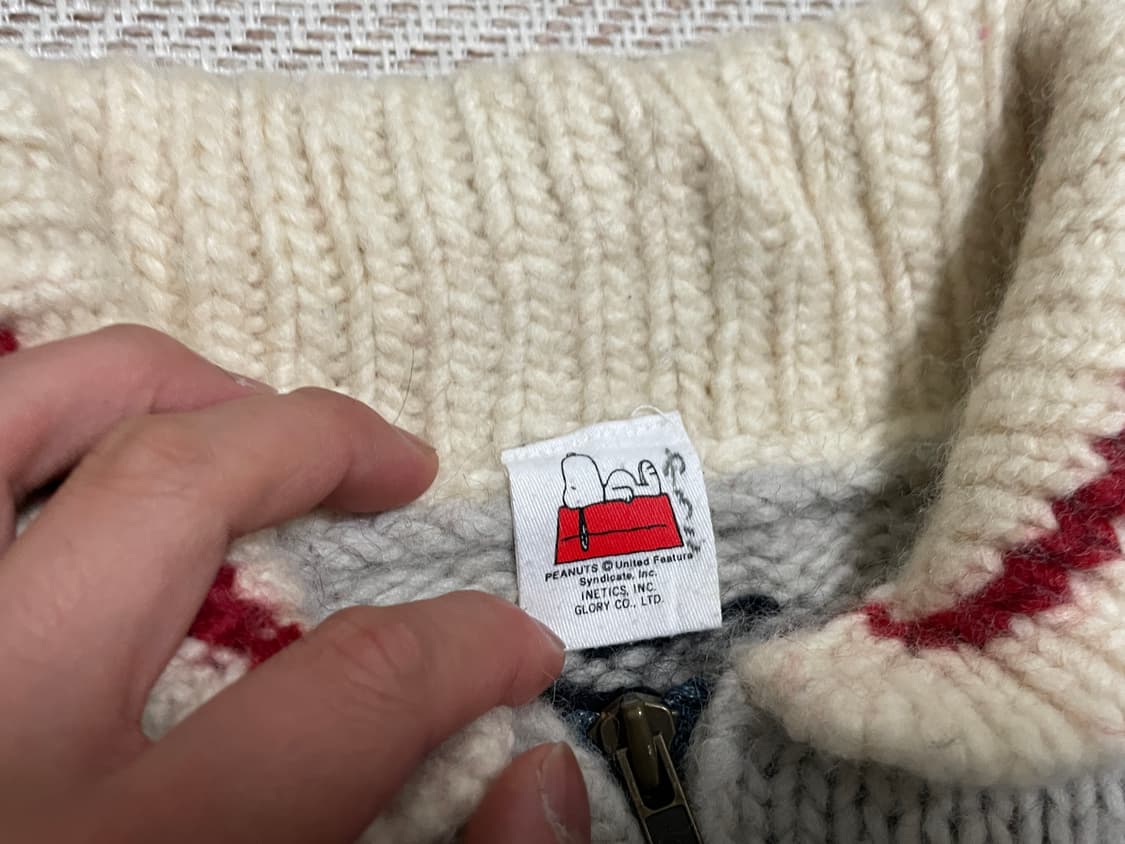 PEANUTS © United Feature
Syndicate, Inc.
INETICS, INC.
GLORY CO., LTD.